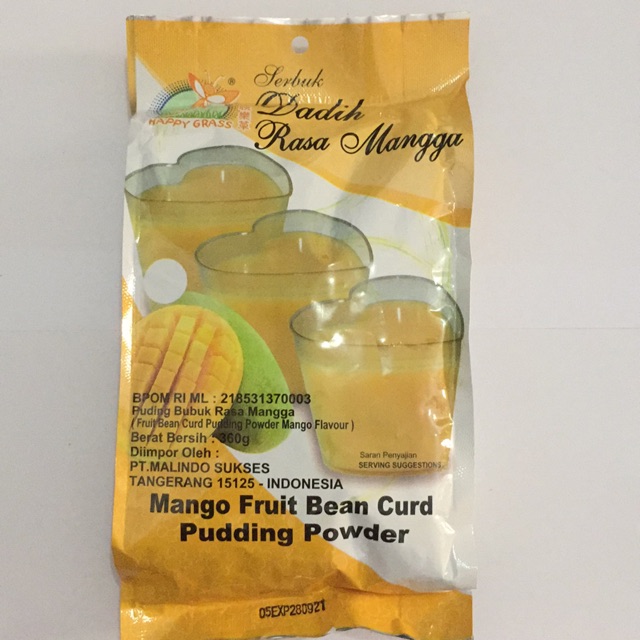 Serbuk
Dadih
Rasa Mangga
®
HAPPY GRASS
BPOM RI ML : 218531370003
Puding Bubuk Rasa Mangga
( Fruit Bean Curd Pudding Powder Mango Flavour )
Berat Bersih : 360g
Diimpor Oleh :
PT.MALINDO SUKSES
TANGERANG 15125 - INDONESIA
Saran Penyajian
SERVING SUGGESTIONS
Mango Fruit Bean Curd
Pudding Powder
05EXP280921